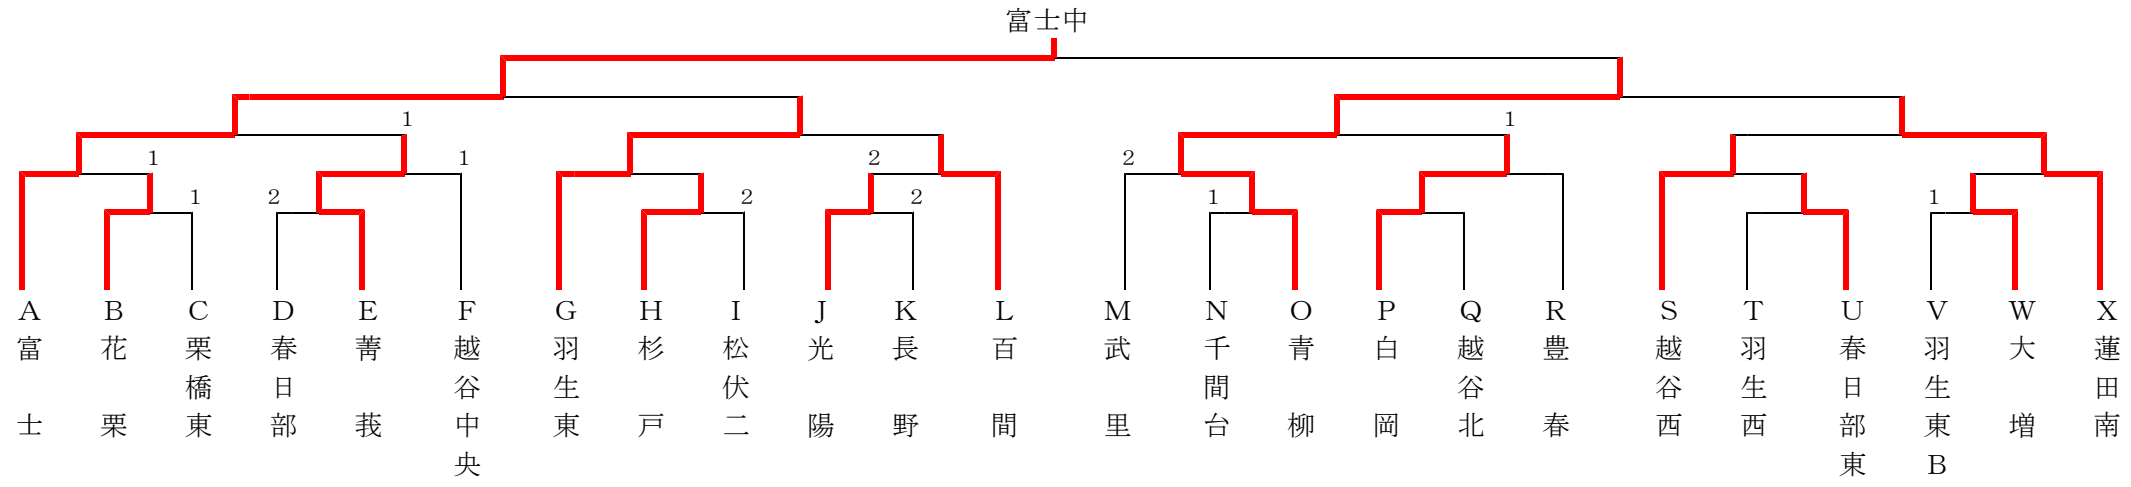 富士中
1
1
1
2
2
1
1
2
2
2
1
1
A 富士
B 花栗
C 栗橋東
D 春日部
E 菁莪
F 越谷中央
G 羽生東
H 杉戸
I 松伏二
J 光陽
K 長野
L 百間
M 武里
N 千間台
O 青柳
P 白岡
Q 越谷北
R 豊春
S 越谷西
T 羽生西
U 春日部東
V 羽生東B
W 大増
X 蓮田南